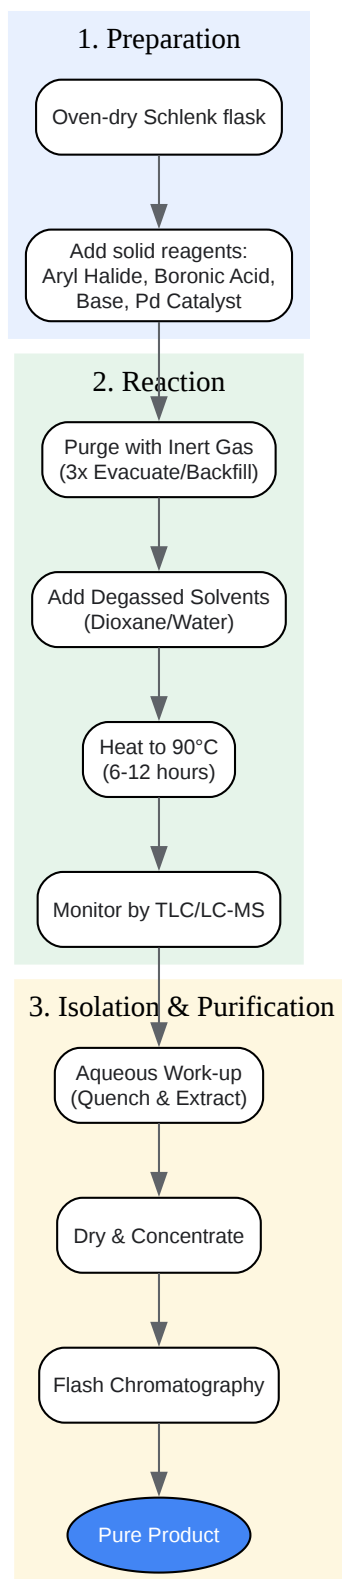 1. Preparation
Oven-dry Schlenk flask
Add solid reagents:
Aryl Halide, Boronic Acid,
Base, Pd Catalyst
2. Reaction
Purge with Inert Gas
(3x Evacuate/Backfill)
Add Degassed Solvents
(Dioxane/Water)
Heat to 90°C
(6-12 hours)
Monitor by TLC/LC-MS
3. Isolation & Purification
Aqueous Work-up
(Quench & Extract)
Dry & Concentrate
Flash Chromatography
Pure Product